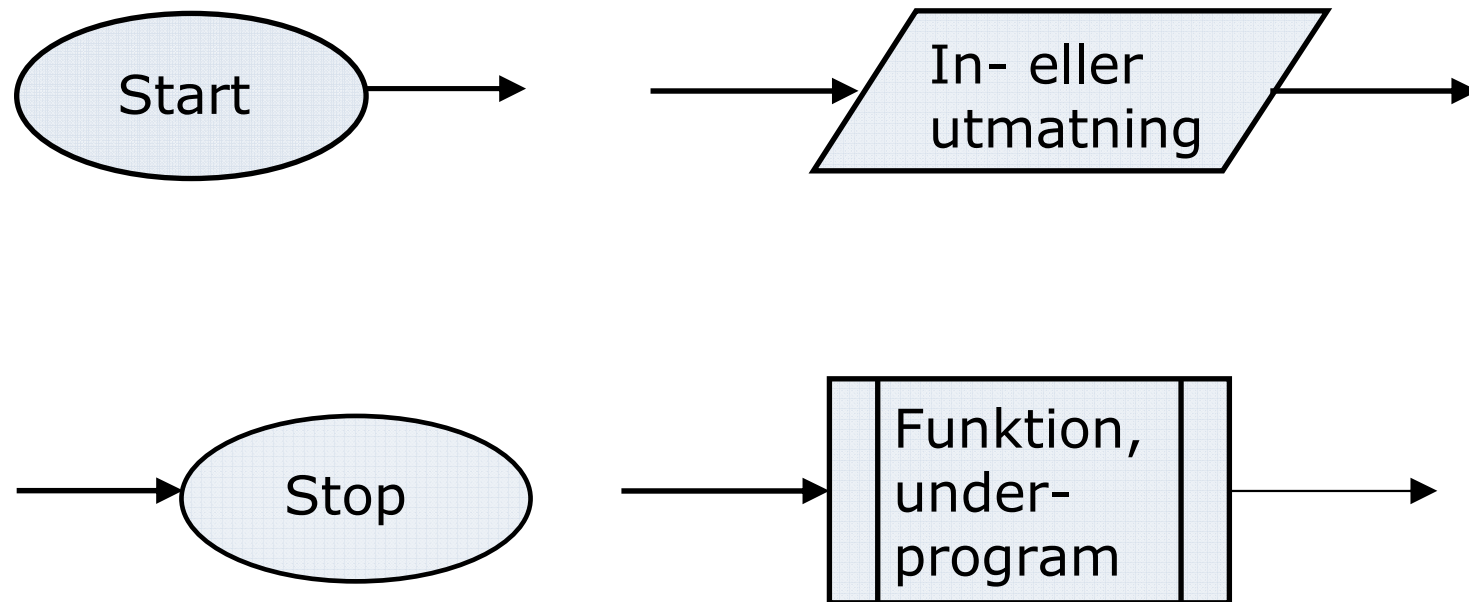 Start
In- eller
utmatning
Stop
Funktion,
under-
program